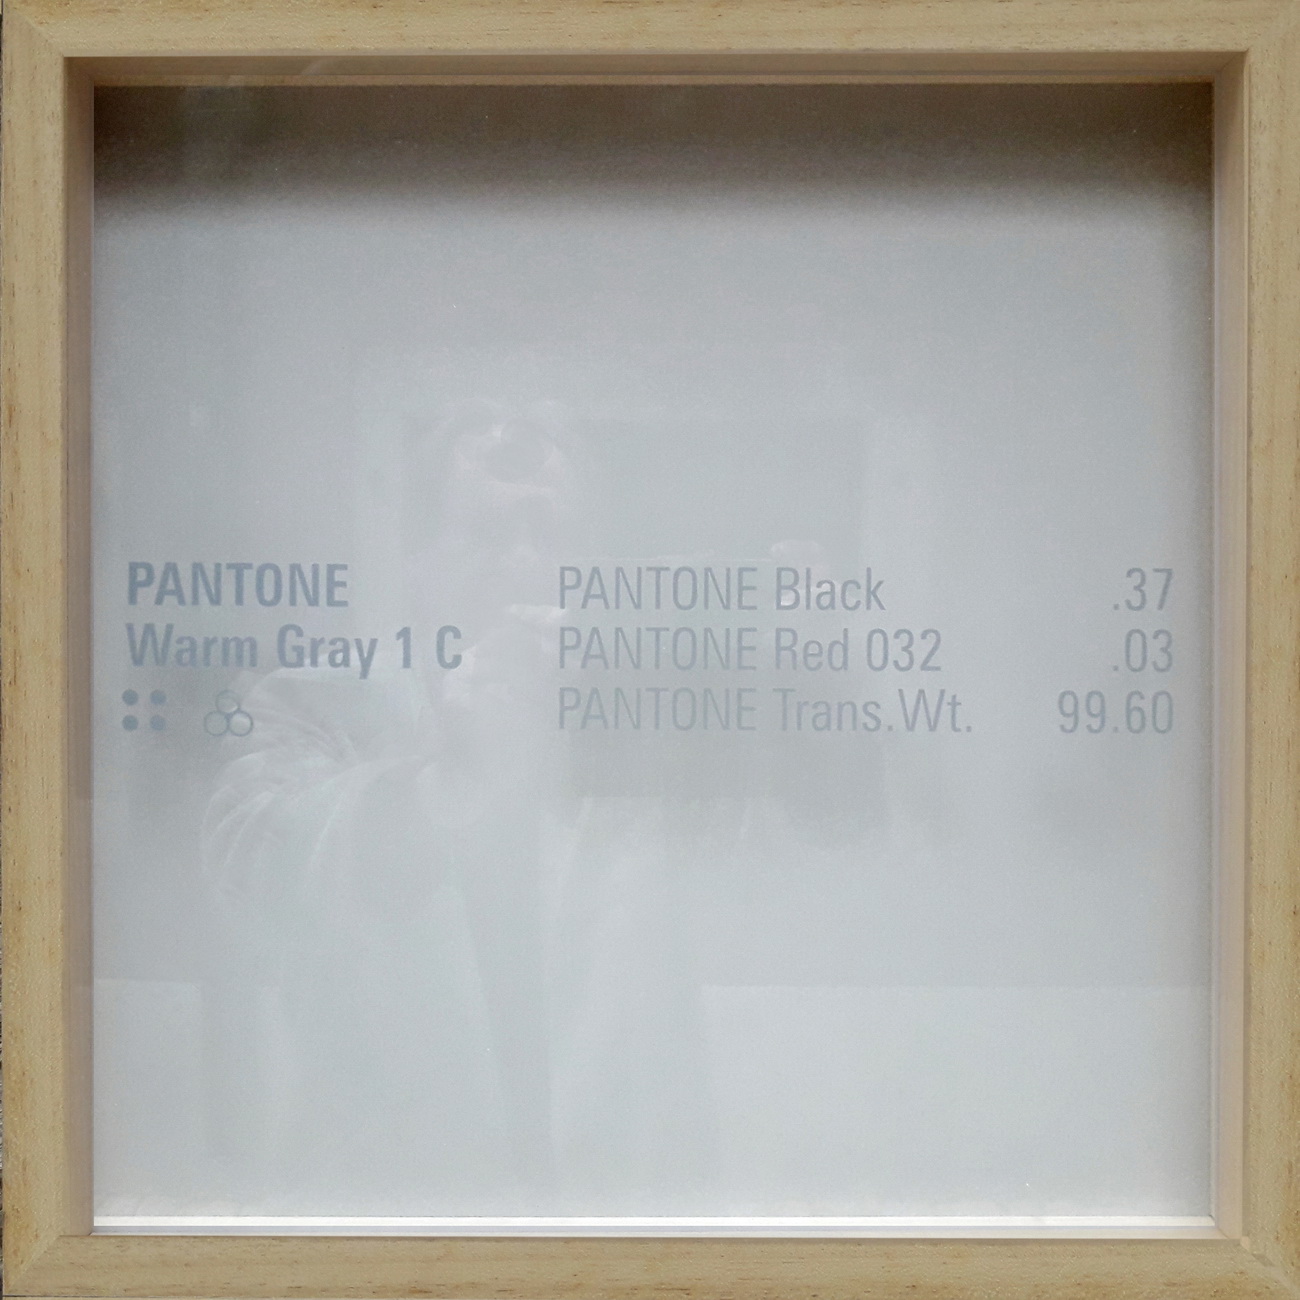 PANTONE
Warm Gray 1 C
PANTONE Black .37
PANTONE Red 032 .03
PANTONE Trans.Wt. 99.60